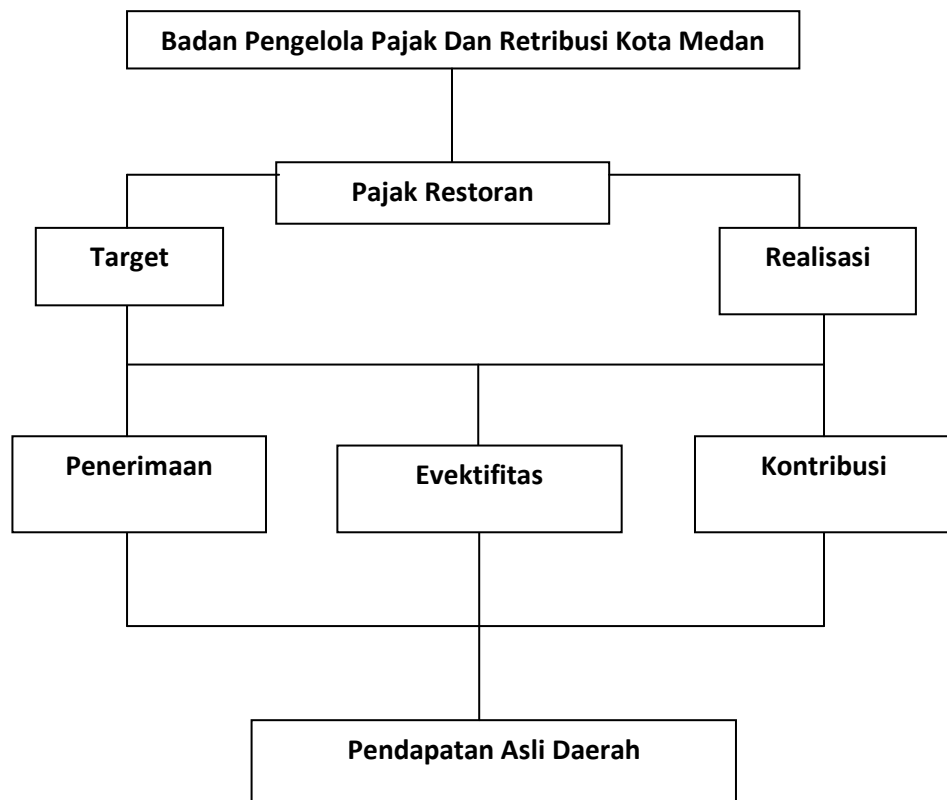 Badan Pengelola Pajak Dan Retribusi Kota Medan
Pajak Restoran
Target
Realisasi
Penerimaan
Evektifitas
Kontribusi
Pendapatan Asli Daerah